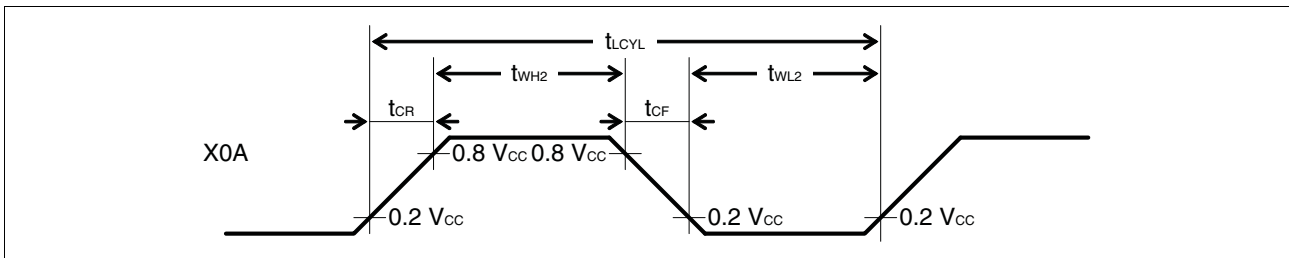 tLCYL
tWH2 tWL2
tCR tCF
X0A 0.8 VCC 0.8 VCC
0.2 VCC 0.2 VCC 0.2 VCC